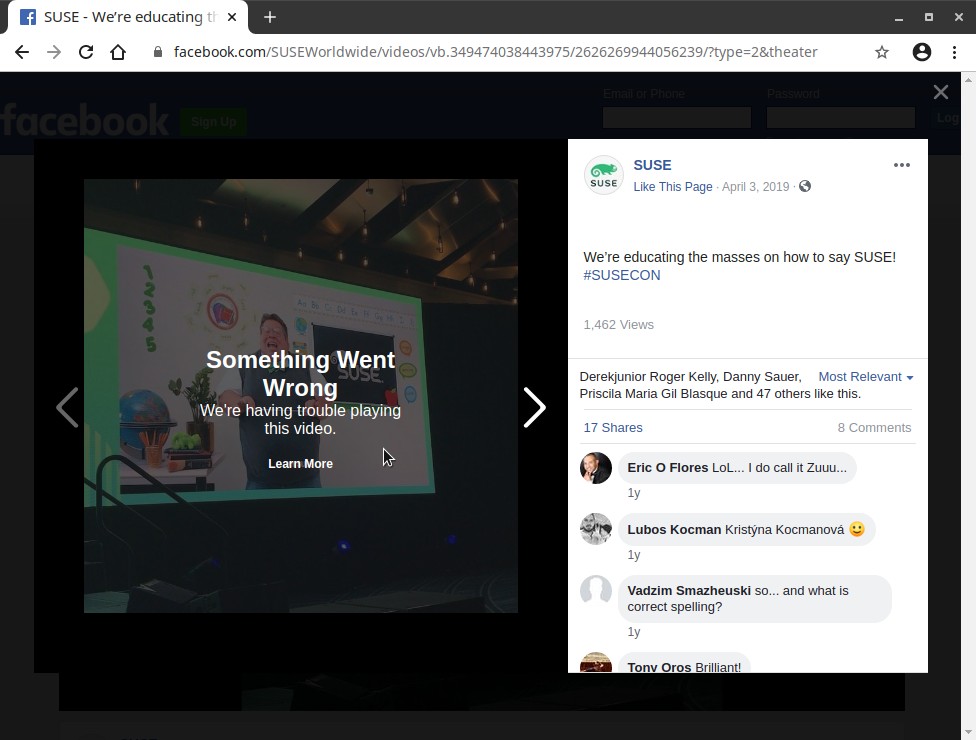 SUSE - We’re educating th
facebook.com/SUSEWorldwide/videos/vb.349474038443975/2626269944056239/?type=2&theater
facebook
Sign Up
Email or Phone
Password
Log
SUSE
SUSE
Like This Page · April 3, 2019 ·
We’re educating the masses on how to say SUSE!
#SUSECON
1,462 Views
1
2
3
4
5
SUSE
Something Went
Wrong
We're having trouble playing
this video.
Learn More
Derekjunior Roger Kelly, Danny Sauer,
Most Relevant
Priscila Maria Gil Blasque and 47 others like this.
17 Shares
8 Comments
Eric O Flores LoL... I do call it Zuuu...
1y
Lubos Kocman Kristýna Kocmanová 🙂
1y
Vadzim Smazheuski so... and what is
correct spelling?
1y
Tony Oros Brilliant!